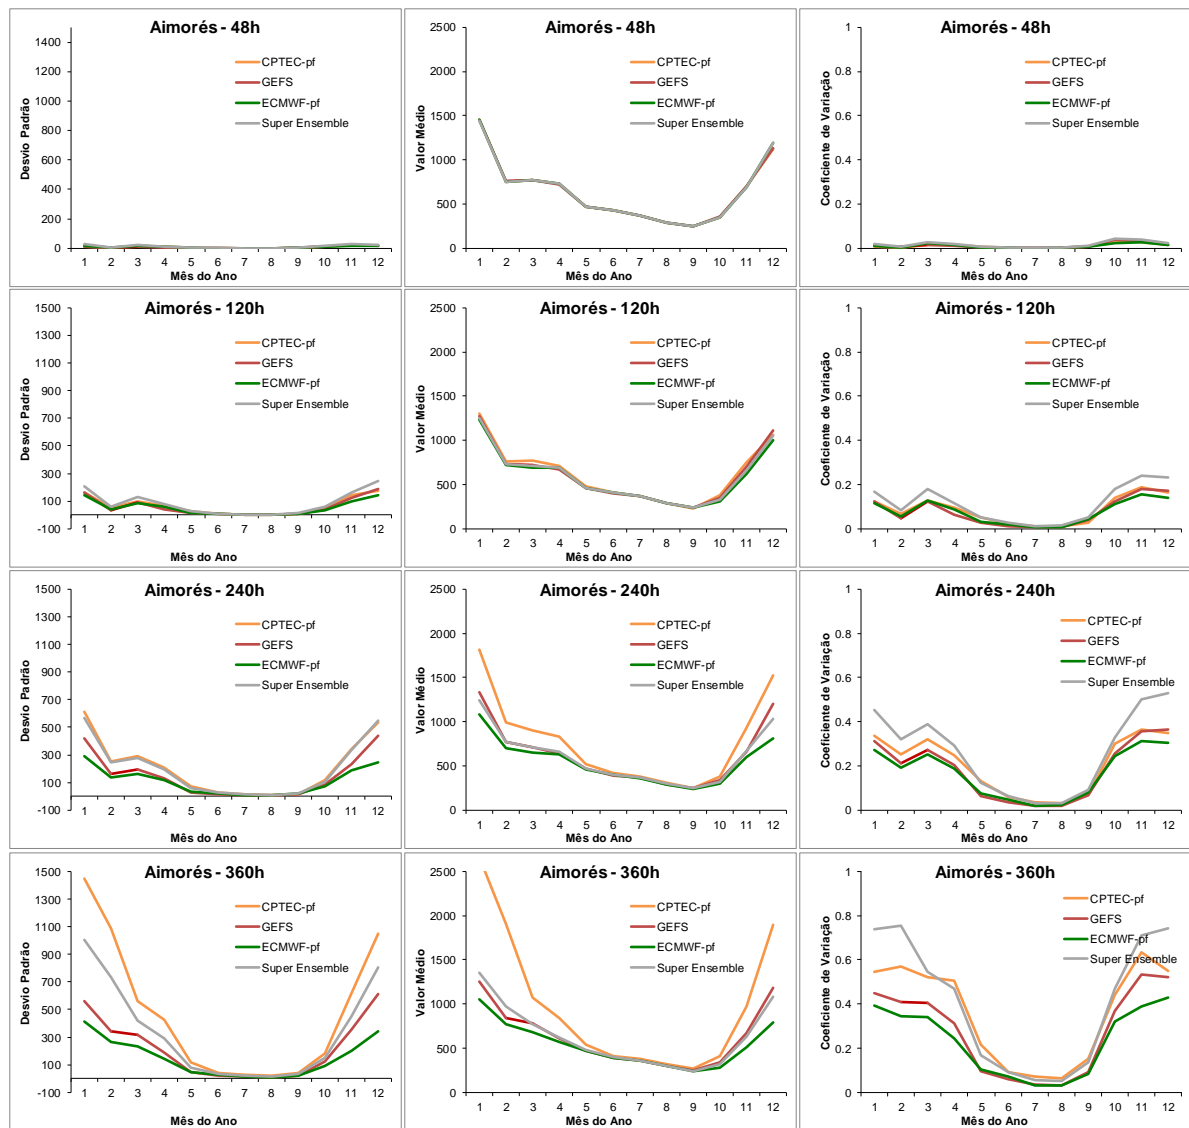 Aimorés - 48h
Desvio Padrão
1500
1400
1200
1000
800
600
400
200
0
CPTEC-pf
GEFS
ECMWF-pf
Super Ensemble
1 2 3 4 5 6 7 8 9 10 11 12
Mês do Ano
Aimorés - 48h
Valor Médio
2500
2000
1500
1000
500
0
CPTEC-pf
GEFS
ECMWF-pf
Super Ensemble
1 2 3 4 5 6 7 8 9 10 11 12
Mês do Ano
Aimorés - 48h
Coeficiente de Variação
1
0.8
0.6
0.4
0.2
0
CPTEC-pf
GEFS
ECMWF-pf
Super Ensemble
1 2 3 4 5 6 7 8 9 10 11 12
Mês do Ano
Aimorés - 120h
Desvio Padrão
1500
1300
1100
900
700
500
300
100
-100
CPTEC-pf
GEFS
ECMWF-pf
Super Ensemble
1 2 3 4 5 6 7 8 9 10 11 12
Mês do Ano
Aimorés - 120h
Valor Médio
2500
2000
1500
1000
500
0
CPTEC-pf
GEFS
ECMWF-pf
Super Ensemble
1 2 3 4 5 6 7 8 9 10 11 12
Mês do Ano
Aimorés - 120h
Coeficiente de Variação
1
0.8
0.6
0.4
0.2
0
CPTEC-pf
GEFS
ECMWF-pf
Super Ensemble
1 2 3 4 5 6 7 8 9 10 11 12
Mês do Ano
Aimorés - 240h
Desvio Padrão
1500
1300
1100
900
700
500
300
100
-100
CPTEC-pf
GEFS
ECMWF-pf
Super Ensemble
1 2 3 4 5 6 7 8 9 10 11 12
Mês do Ano
Aimorés - 240h
Valor Médio
2500
2000
1500
1000
500
0
CPTEC-pf
GEFS
ECMWF-pf
Super Ensemble
1 2 3 4 5 6 7 8 9 10 11 12
Mês do Ano
Aimorés - 240h
Coeficiente de Variação
1
0.8
0.6
0.4
0.2
0
CPTEC-pf
GEFS
ECMWF-pf
Super Ensemble
1 2 3 4 5 6 7 8 9 10 11 12
Mês do Ano
Aimorés - 360h
Desvio Padrão
1500
1300
1100
900
700
500
300
100
-100
CPTEC-pf
GEFS
ECMWF-pf
Super Ensemble
1 2 3 4 5 6 7 8 9 10 11 12
Mês do Ano
Aimorés - 360h
Valor Médio
2500
2000
1500
1000
500
0
CPTEC-pf
GEFS
ECMWF-pf
Super Ensemble
1 2 3 4 5 6 7 8 9 10 11 12
Mês do Ano
Aimorés - 360h
Coeficiente de Variação
1
0.8
0.6
0.4
0.2
0
CPTEC-pf
GEFS
ECMWF-pf
Super Ensemble
1 2 3 4 5 6 7 8 9 10 11 12
Mês do Ano